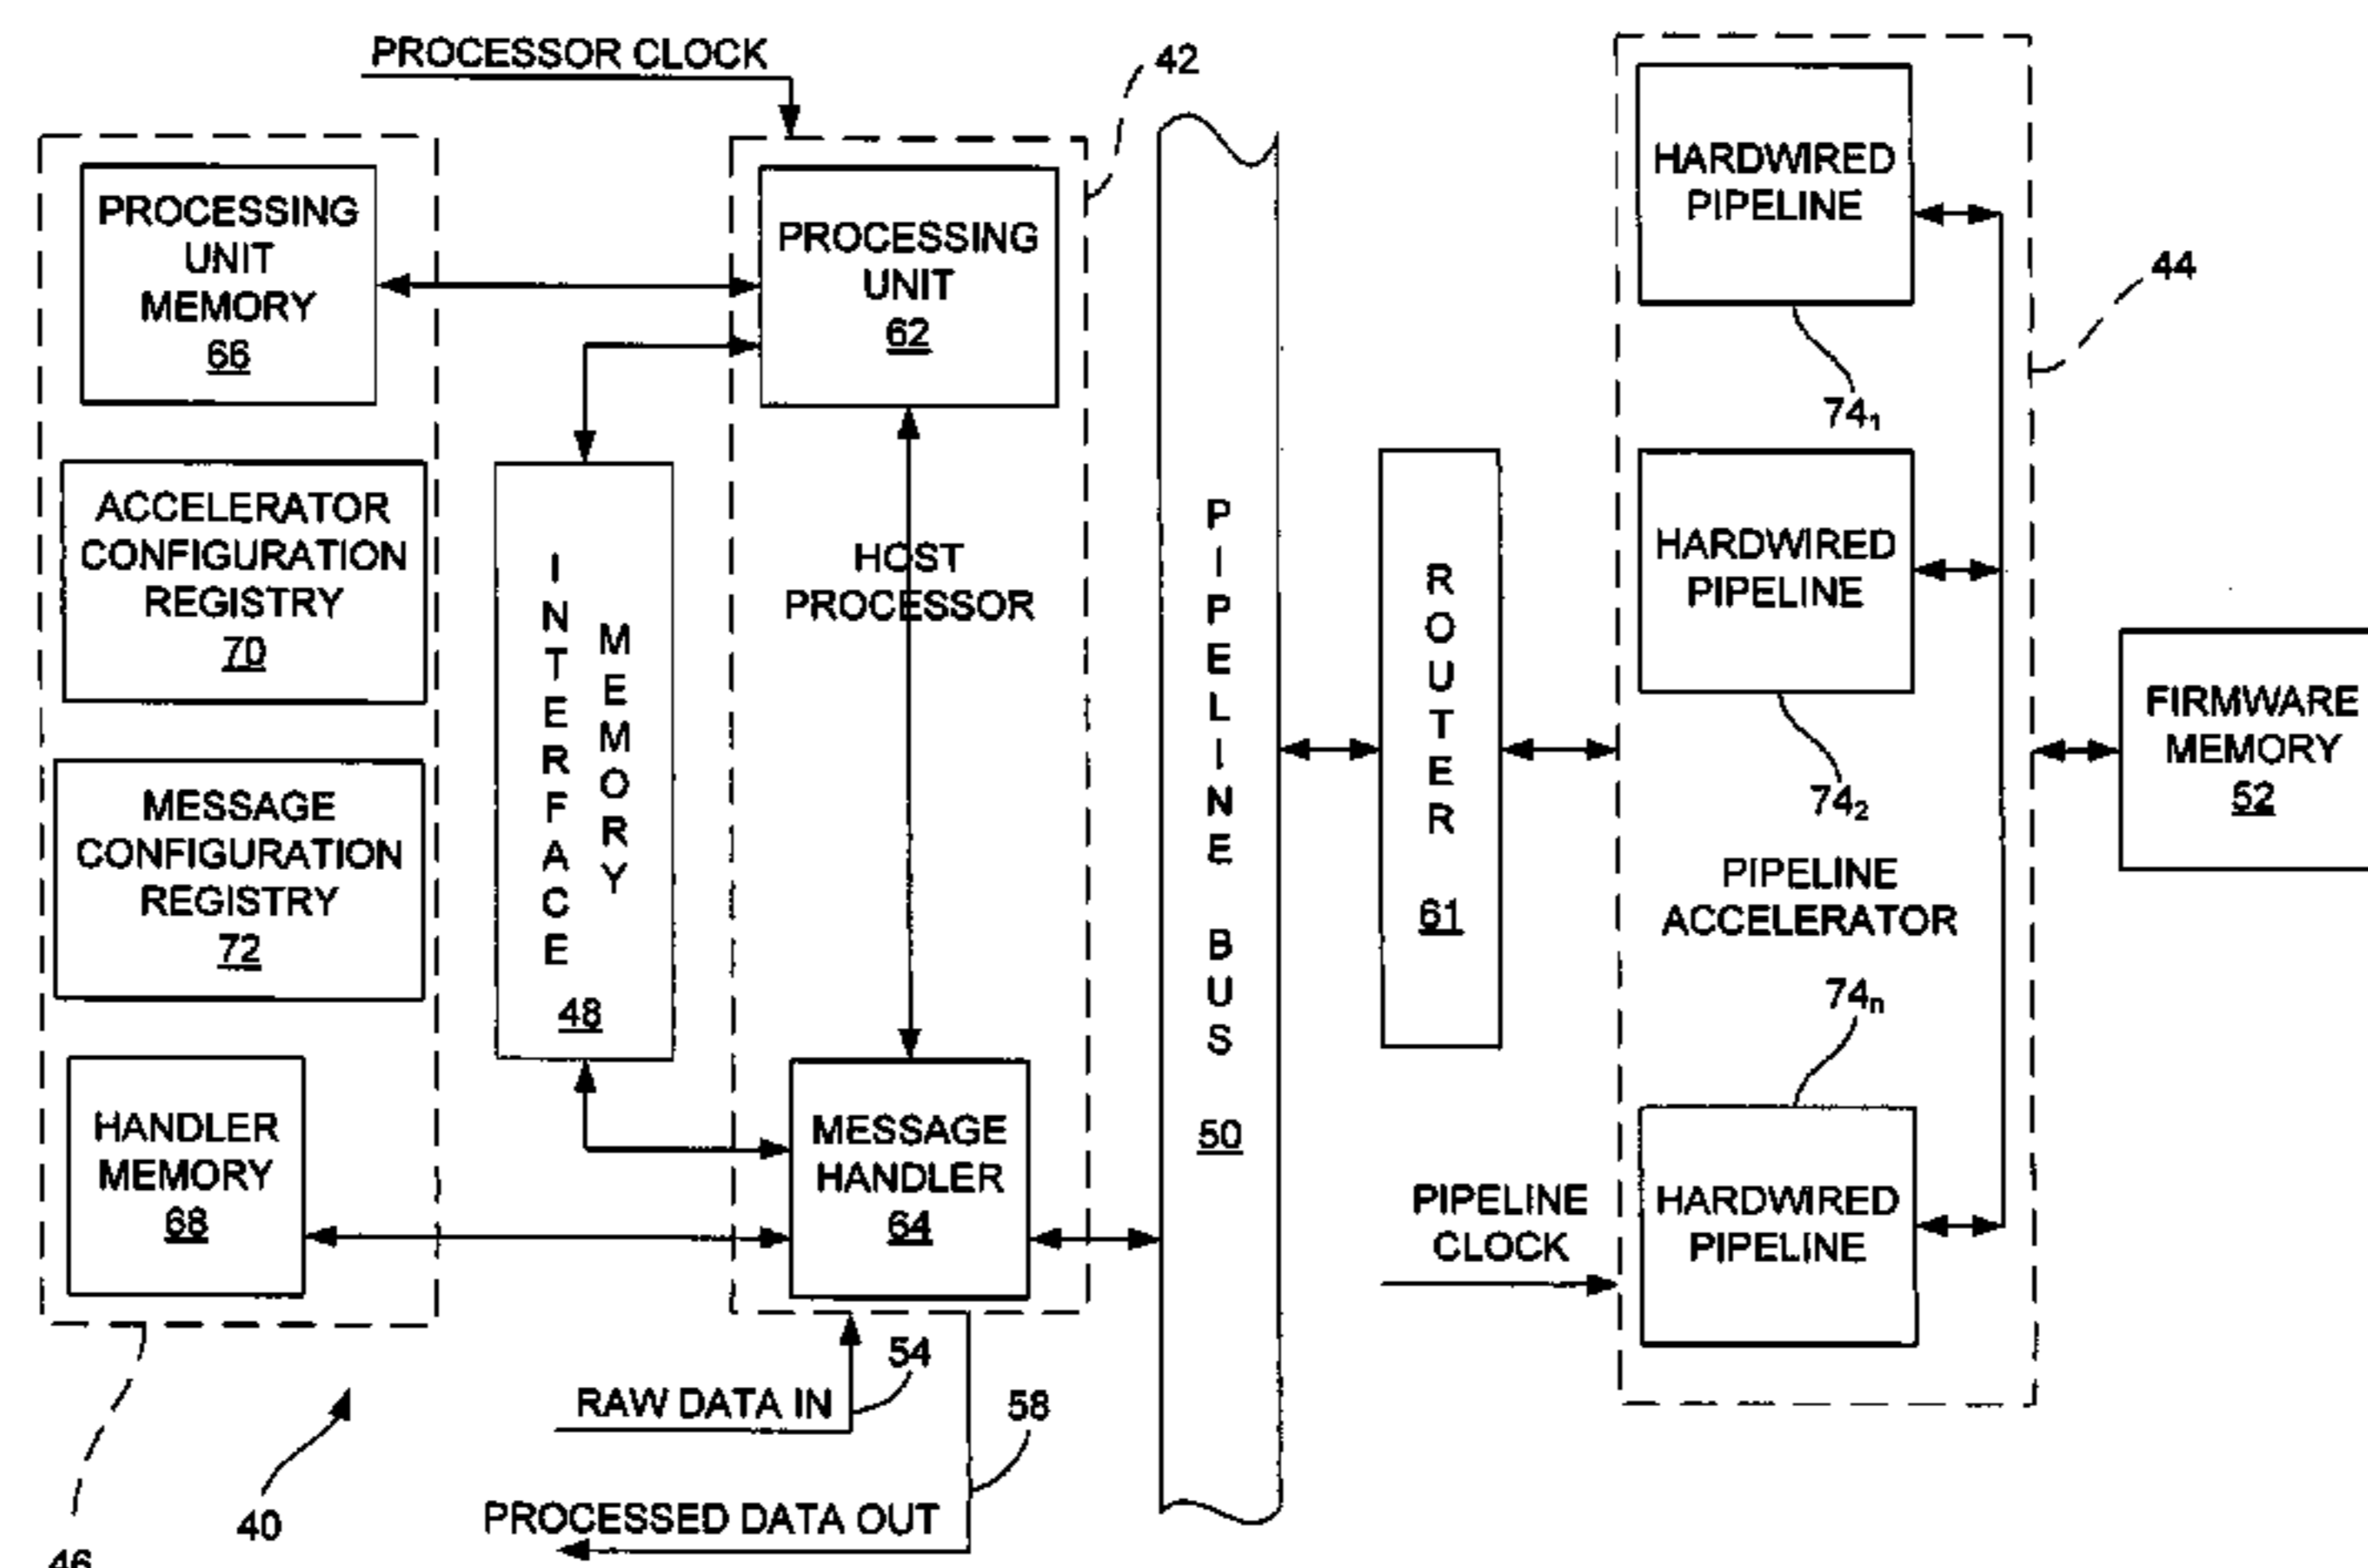 PROCESSOR CLOCK
42
PROCESSING
UNIT
MEMORY
66
ACCELERATOR
CONFIGURATION
REGISTRY
70
MESSAGE
CONFIGURATION
REGISTRY
72
HANDLER
MEMORY
68
46
40
INTERFACE
MEMORY
48
PROCESSING
UNIT
62
HOST
PROCESSOR
MESSAGE
HANDLER
64
RAW DATA IN
54
PROCESSED DATA OUT
58
PIPELINE BUS
50
ROUTER
61
PIPELINE
CLOCK
HARDWIRED
PIPELINE
74₁
44
HARDWIRED
PIPELINE
74₂
PIPELINE
ACCELERATOR
74ₙ
HARDWIRED
PIPELINE
FIRMWARE
MEMORY
52